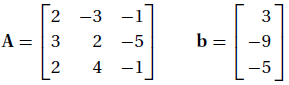 A = [2 −3 −1; 3 2 −5; 2 4 −1] b = [3; −9; −5]